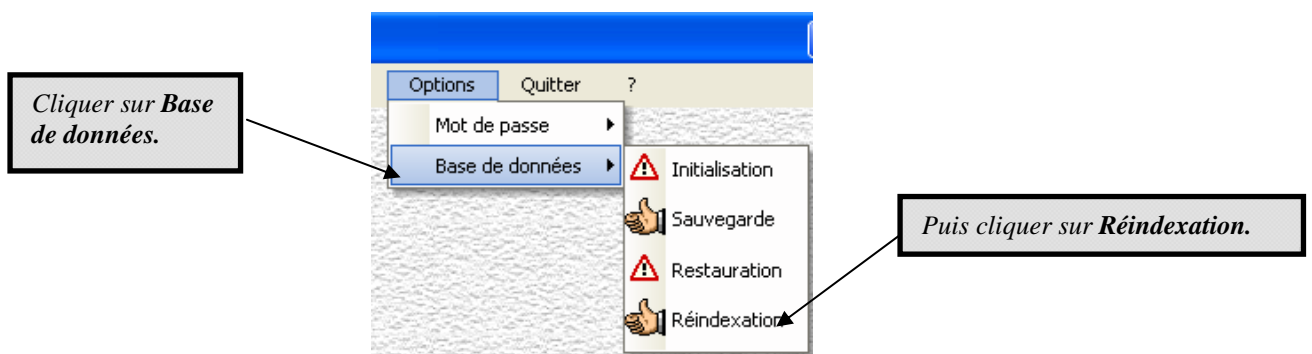 Options Quitter ?
Cliquer sur Base
de données.
Mot de passe
Base de données
Initialisation
Sauvegarde
Puis cliquer sur Réindexation.
Restauration
Réindexation